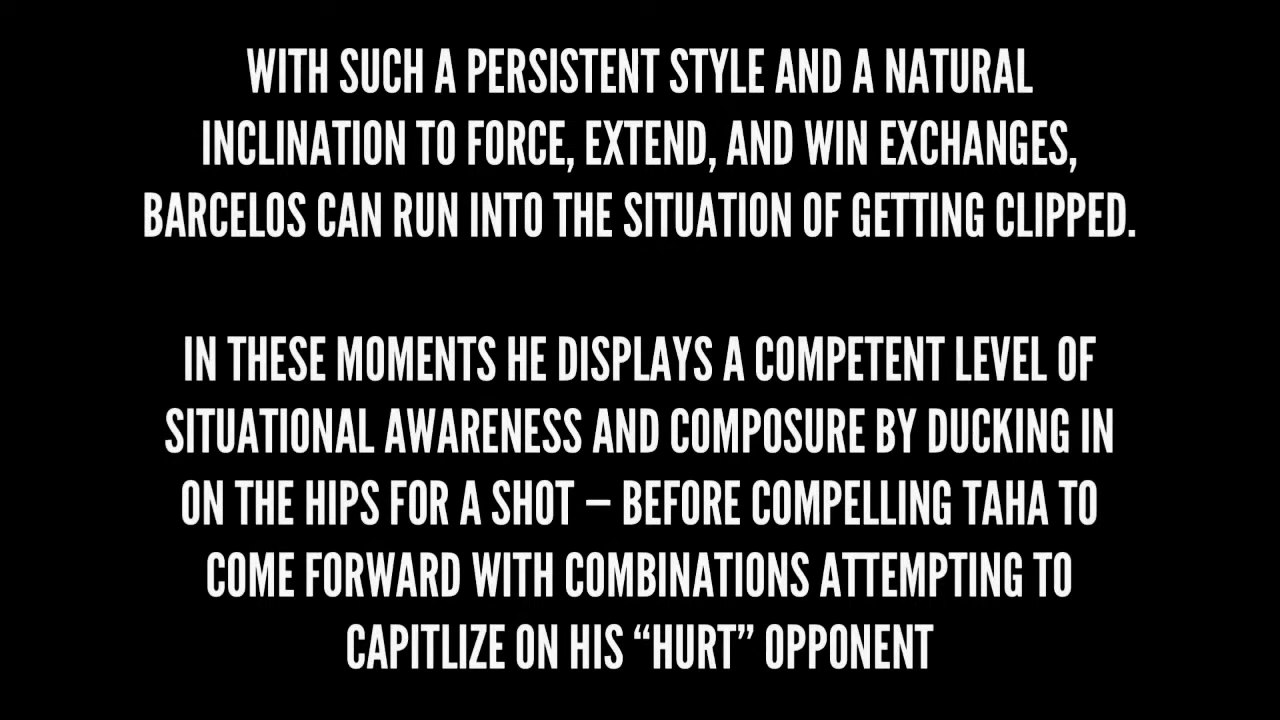 WITH SUCH A PERSISTENT STYLE AND A NATURAL
INCLINATION TO FORCE, EXTEND, AND WIN EXCHANGES,
BARCELOS CAN RUN INTO THE SITUATION OF GETTING CLIPPED.
IN THESE MOMENTS HE DISPLAYS A COMPETENT LEVEL OF
SITUATIONAL AWARENESS AND COMPOSURE BY DUCKING IN
ON THE HIPS FOR A SHOT – BEFORE COMPELLING TAHA TO
COME FORWARD WITH COMBINATIONS ATTEMPTING TO
CAPITLIZE ON HIS “HURT” OPPONENT